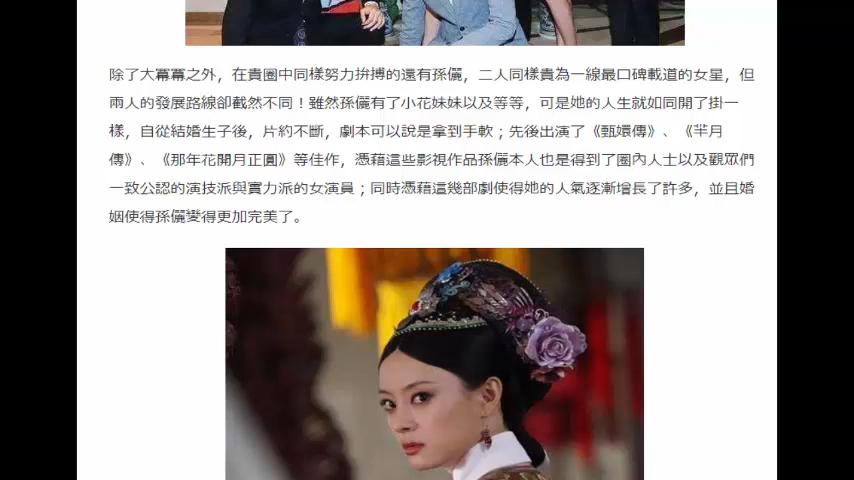 除了大冪冪之外，在貴圈中同樣努力拚搏的還有孫儷，二人同樣貴為一線最口碑載道的女星，但
兩人的發展路線卻截然不同！雖然孫儷有了小花妹妹以及等等，可是她的人生就如同開了掛一
樣，自從結婚生子後，片約不斷，劇本可以說是拿到手軟；先後出演了《甄嬛傳》、《羋月
傳》、《那年花開月正圓》等佳作，憑藉這些影視作品孫儷本人也是得到了圈內人士以及觀眾們
一致公認的演技派與實力派的女演員；同時憑藉這幾部劇使得她的人氣逐漸增長了許多，並且婚
姻使得孫儷變得更加完美了。